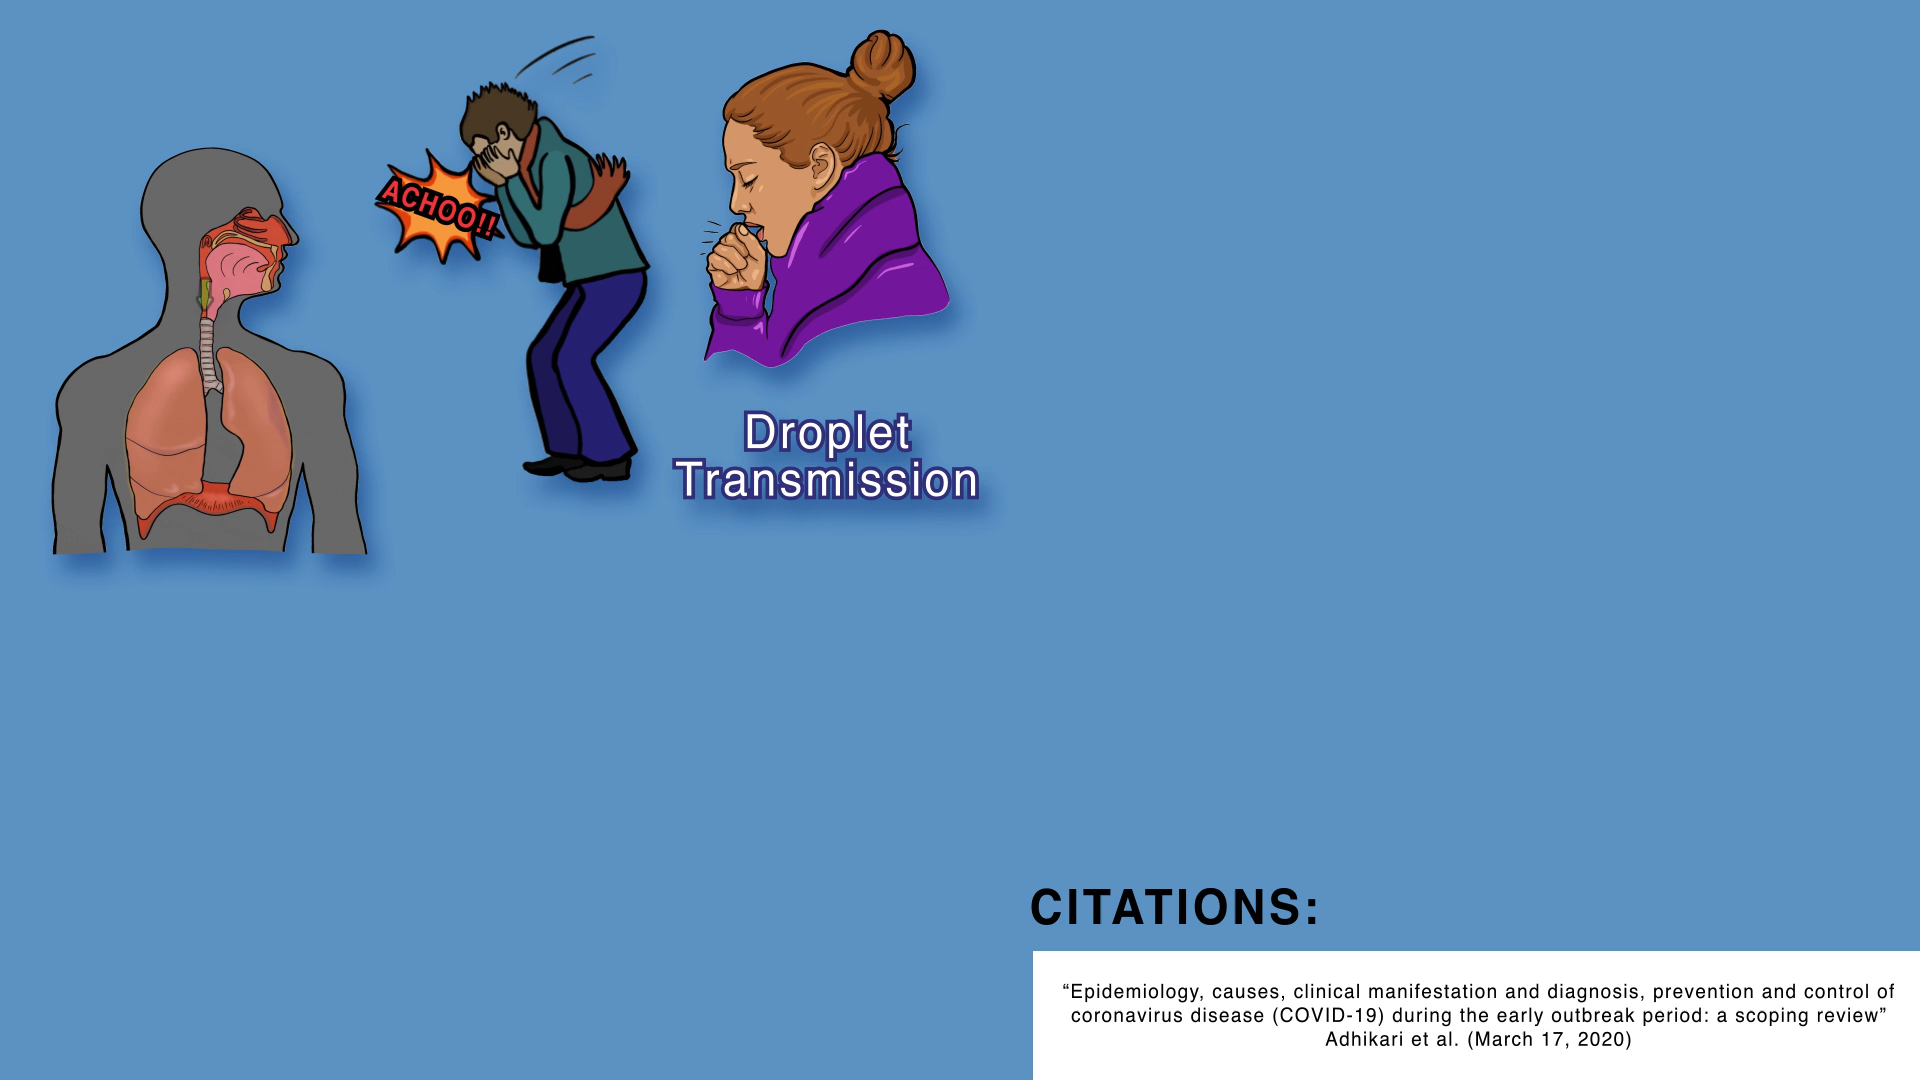 ACHOO!!
Droplet
Transmission
CITATIONS:
“Epidemiology, causes, clinical manifestation and diagnosis, prevention and control of
coronavirus disease (COVID-19) during the early outbreak period: a scoping review”
Adhikari et al. (March 17, 2020)